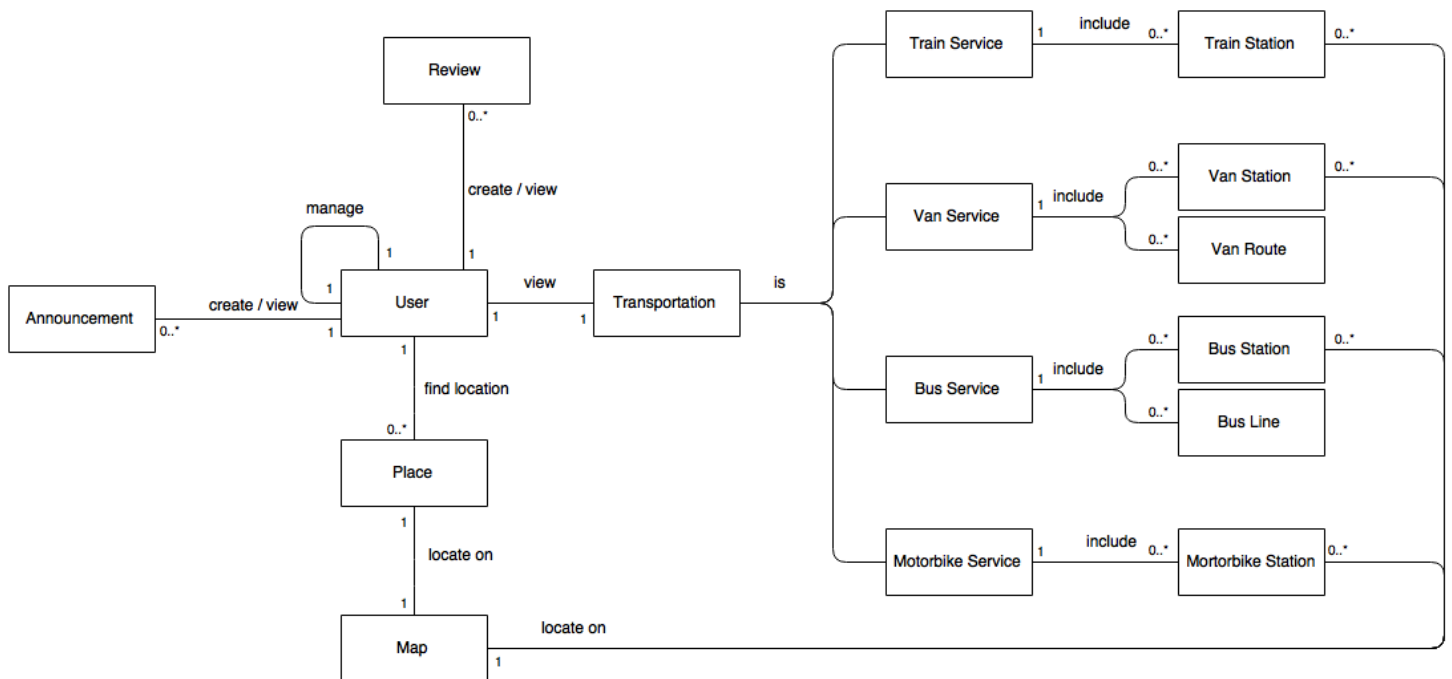 Train Service
1
include
0..*
Train Station
0..*
Review
0..*
create / view
1
manage
1
1
Announcement
0..*
create / view
1
User
1
view
1
Transportation
is
Van Service
1
include
0..*
Van Station
0..*
0..*
Van Route
Bus Service
1
include
0..*
Bus Station
0..*
0..*
Bus Line
1
find location
0..*
Place
1
locate on
1
Map
1
locate on
Motorbike Service
1
include
0..*
Mortorbike Station
0..*